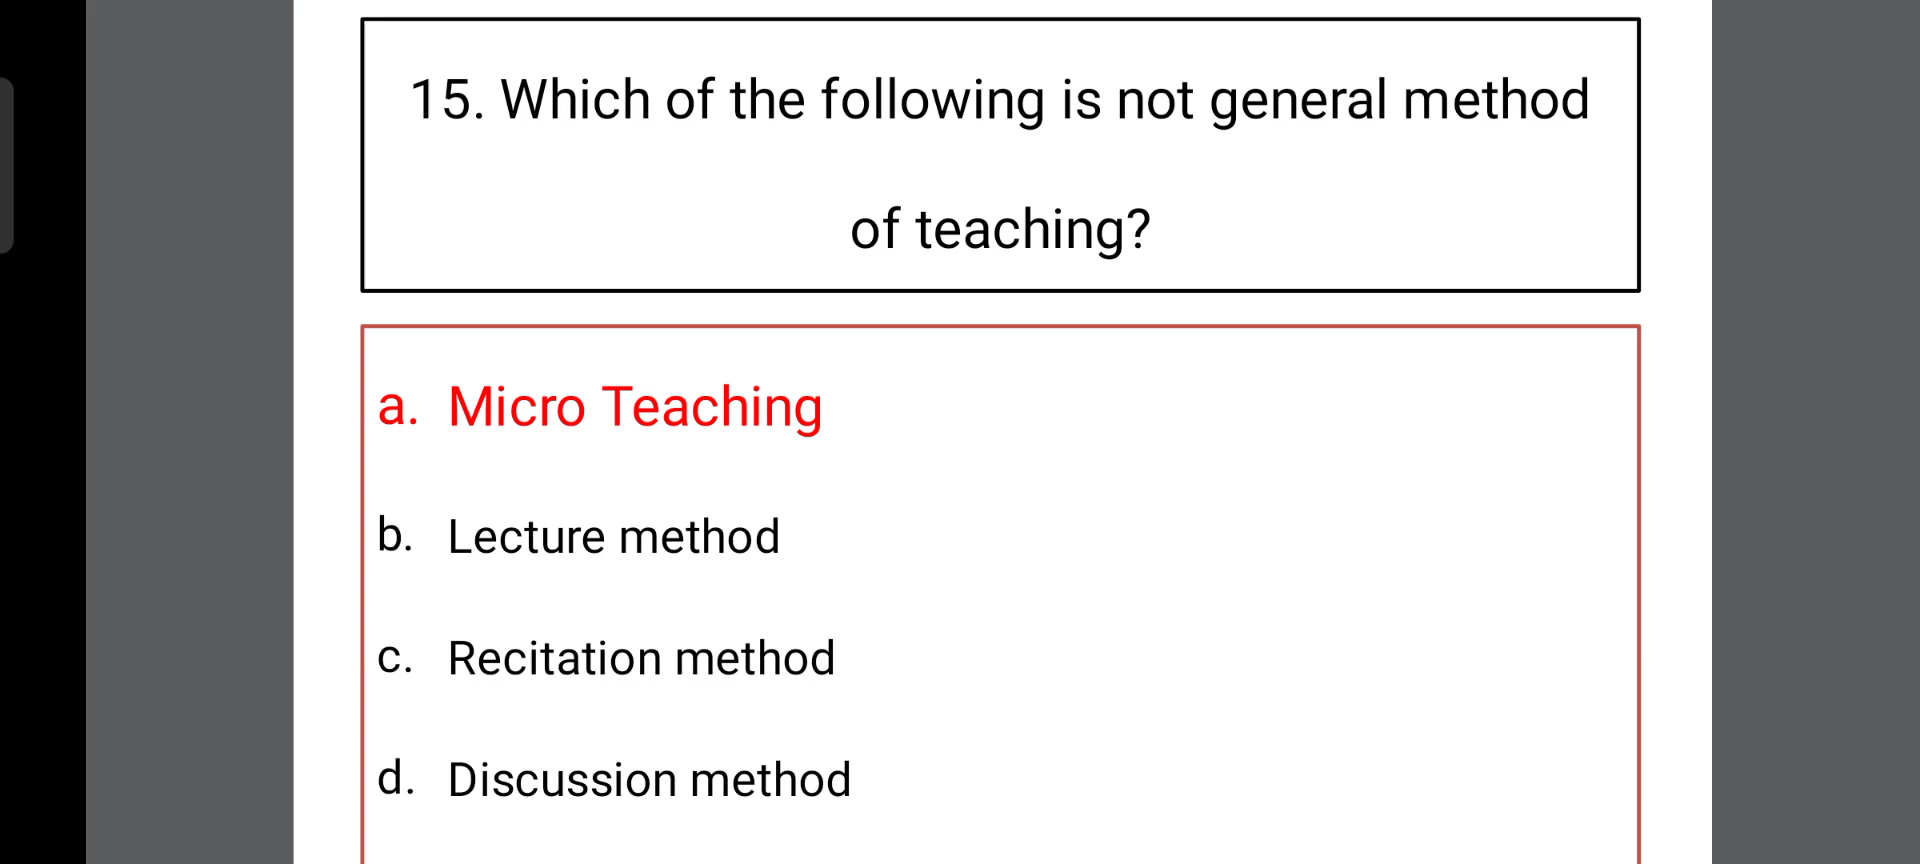 15. Which of the following is not general method
of teaching?
a. Micro Teaching
b. Lecture method
c. Recitation method
d. Discussion method